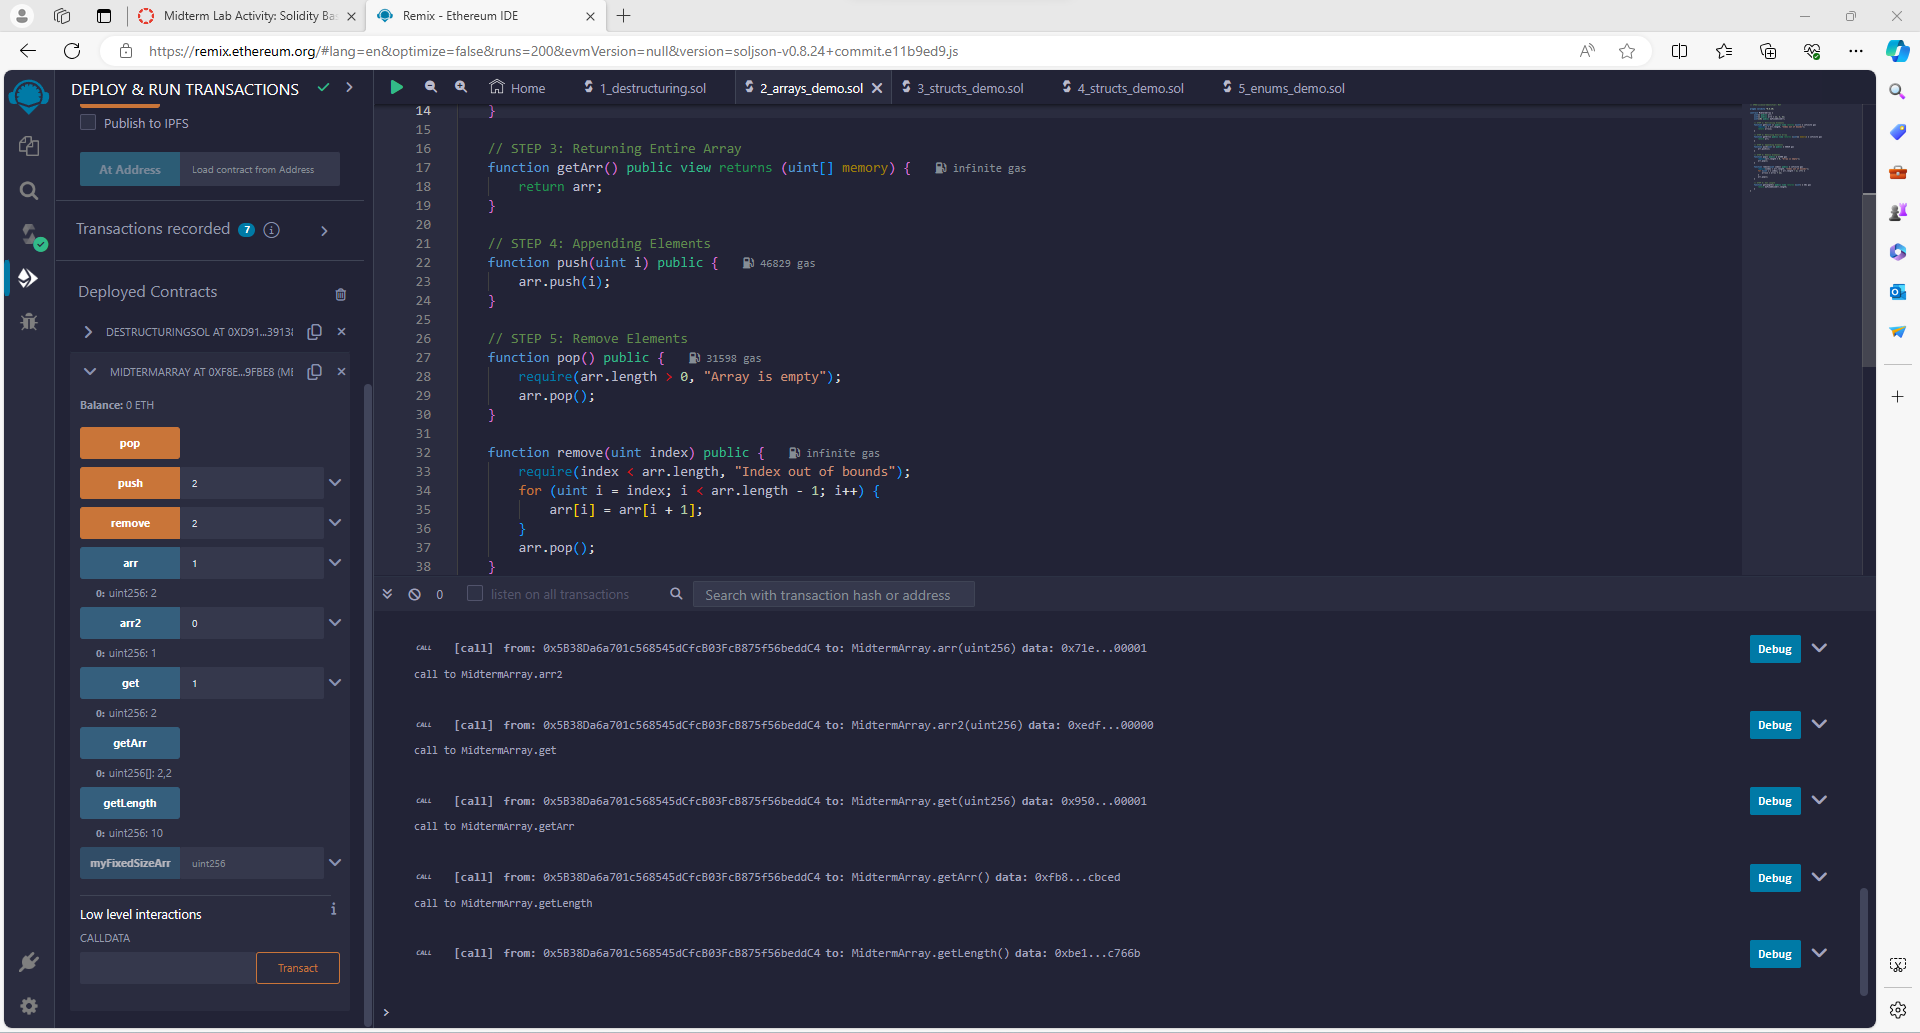 Midterm Lab Activity: Solidity Ba
Remix - Ethereum IDE
https://remix.ethereum.org/#lang=en&optimize=false&runs=200&evmVersion=null&version=soljson-v0.8.24+commit.e11b9ed9.js
DEPLOY & RUN TRANSACTIONS
Publish to IPFS
At Address
Load contract from Address
Transactions recorded 7
Deployed Contracts
DESTRUCTURINGSOL AT 0XD91...39138
MIDTERMARRAY AT 0XF8E...9FBE8 (ME
Balance: 0 ETH
pop
push 2
remove 2
arr 1
0: uint256: 2
arr2 0
0: uint256: 1
get 1
0: uint256: 2
getArr
0: uint256[]: 2,2
getLength
0: uint256: 10
myFixedSizeArr uint256
Low level interactions
CALLDATA
Transact
Home
1_destructuring.sol
2_arrays_demo.sol
3_structs_demo.sol
4_structs_demo.sol
5_enums_demo.sol
14 }
15
16 // STEP 3: Returning Entire Array
17 function getArr() public view returns (uint[] memory) { infinite gas
18 return arr;
19 }
20
21 // STEP 4: Appending Elements
22 function push(uint i) public { 46829 gas
23 arr.push(i);
24 }
25
26 // STEP 5: Remove Elements
27 function pop() public { 31598 gas
28 require(arr.length > 0, "Array is empty");
29 arr.pop();
30 }
31
32 function remove(uint index) public { infinite gas
33 require(index < arr.length, "Index out of bounds");
34 for (uint i = index; i < arr.length - 1; i++) {
35 arr[i] = arr[i + 1];
36 }
37 arr.pop();
38 }
0
listen on all transactions
Search with transaction hash or address
CALL [call] from: 0x5B38Da6a701c568545dCfcB03FcB875f56beddC4 to: MidtermArray.arr(uint256) data: 0x71e...00001 Debug
call to MidtermArray.arr2
CALL [call] from: 0x5B38Da6a701c568545dCfcB03FcB875f56beddC4 to: MidtermArray.arr2(uint256) data: 0xedf...00000 Debug
call to MidtermArray.get
CALL [call] from: 0x5B38Da6a701c568545dCfcB03FcB875f56beddC4 to: MidtermArray.get(uint256) data: 0x950...00001 Debug
call to MidtermArray.getArr
CALL [call] from: 0x5B38Da6a701c568545dCfcB03FcB875f56beddC4 to: MidtermArray.getArr() data: 0xfb8...cbced Debug
call to MidtermArray.getLength
CALL [call] from: 0x5B38Da6a701c568545dCfcB03FcB875f56beddC4 to: MidtermArray.getLength() data: 0xbe1...c766b Debug
>